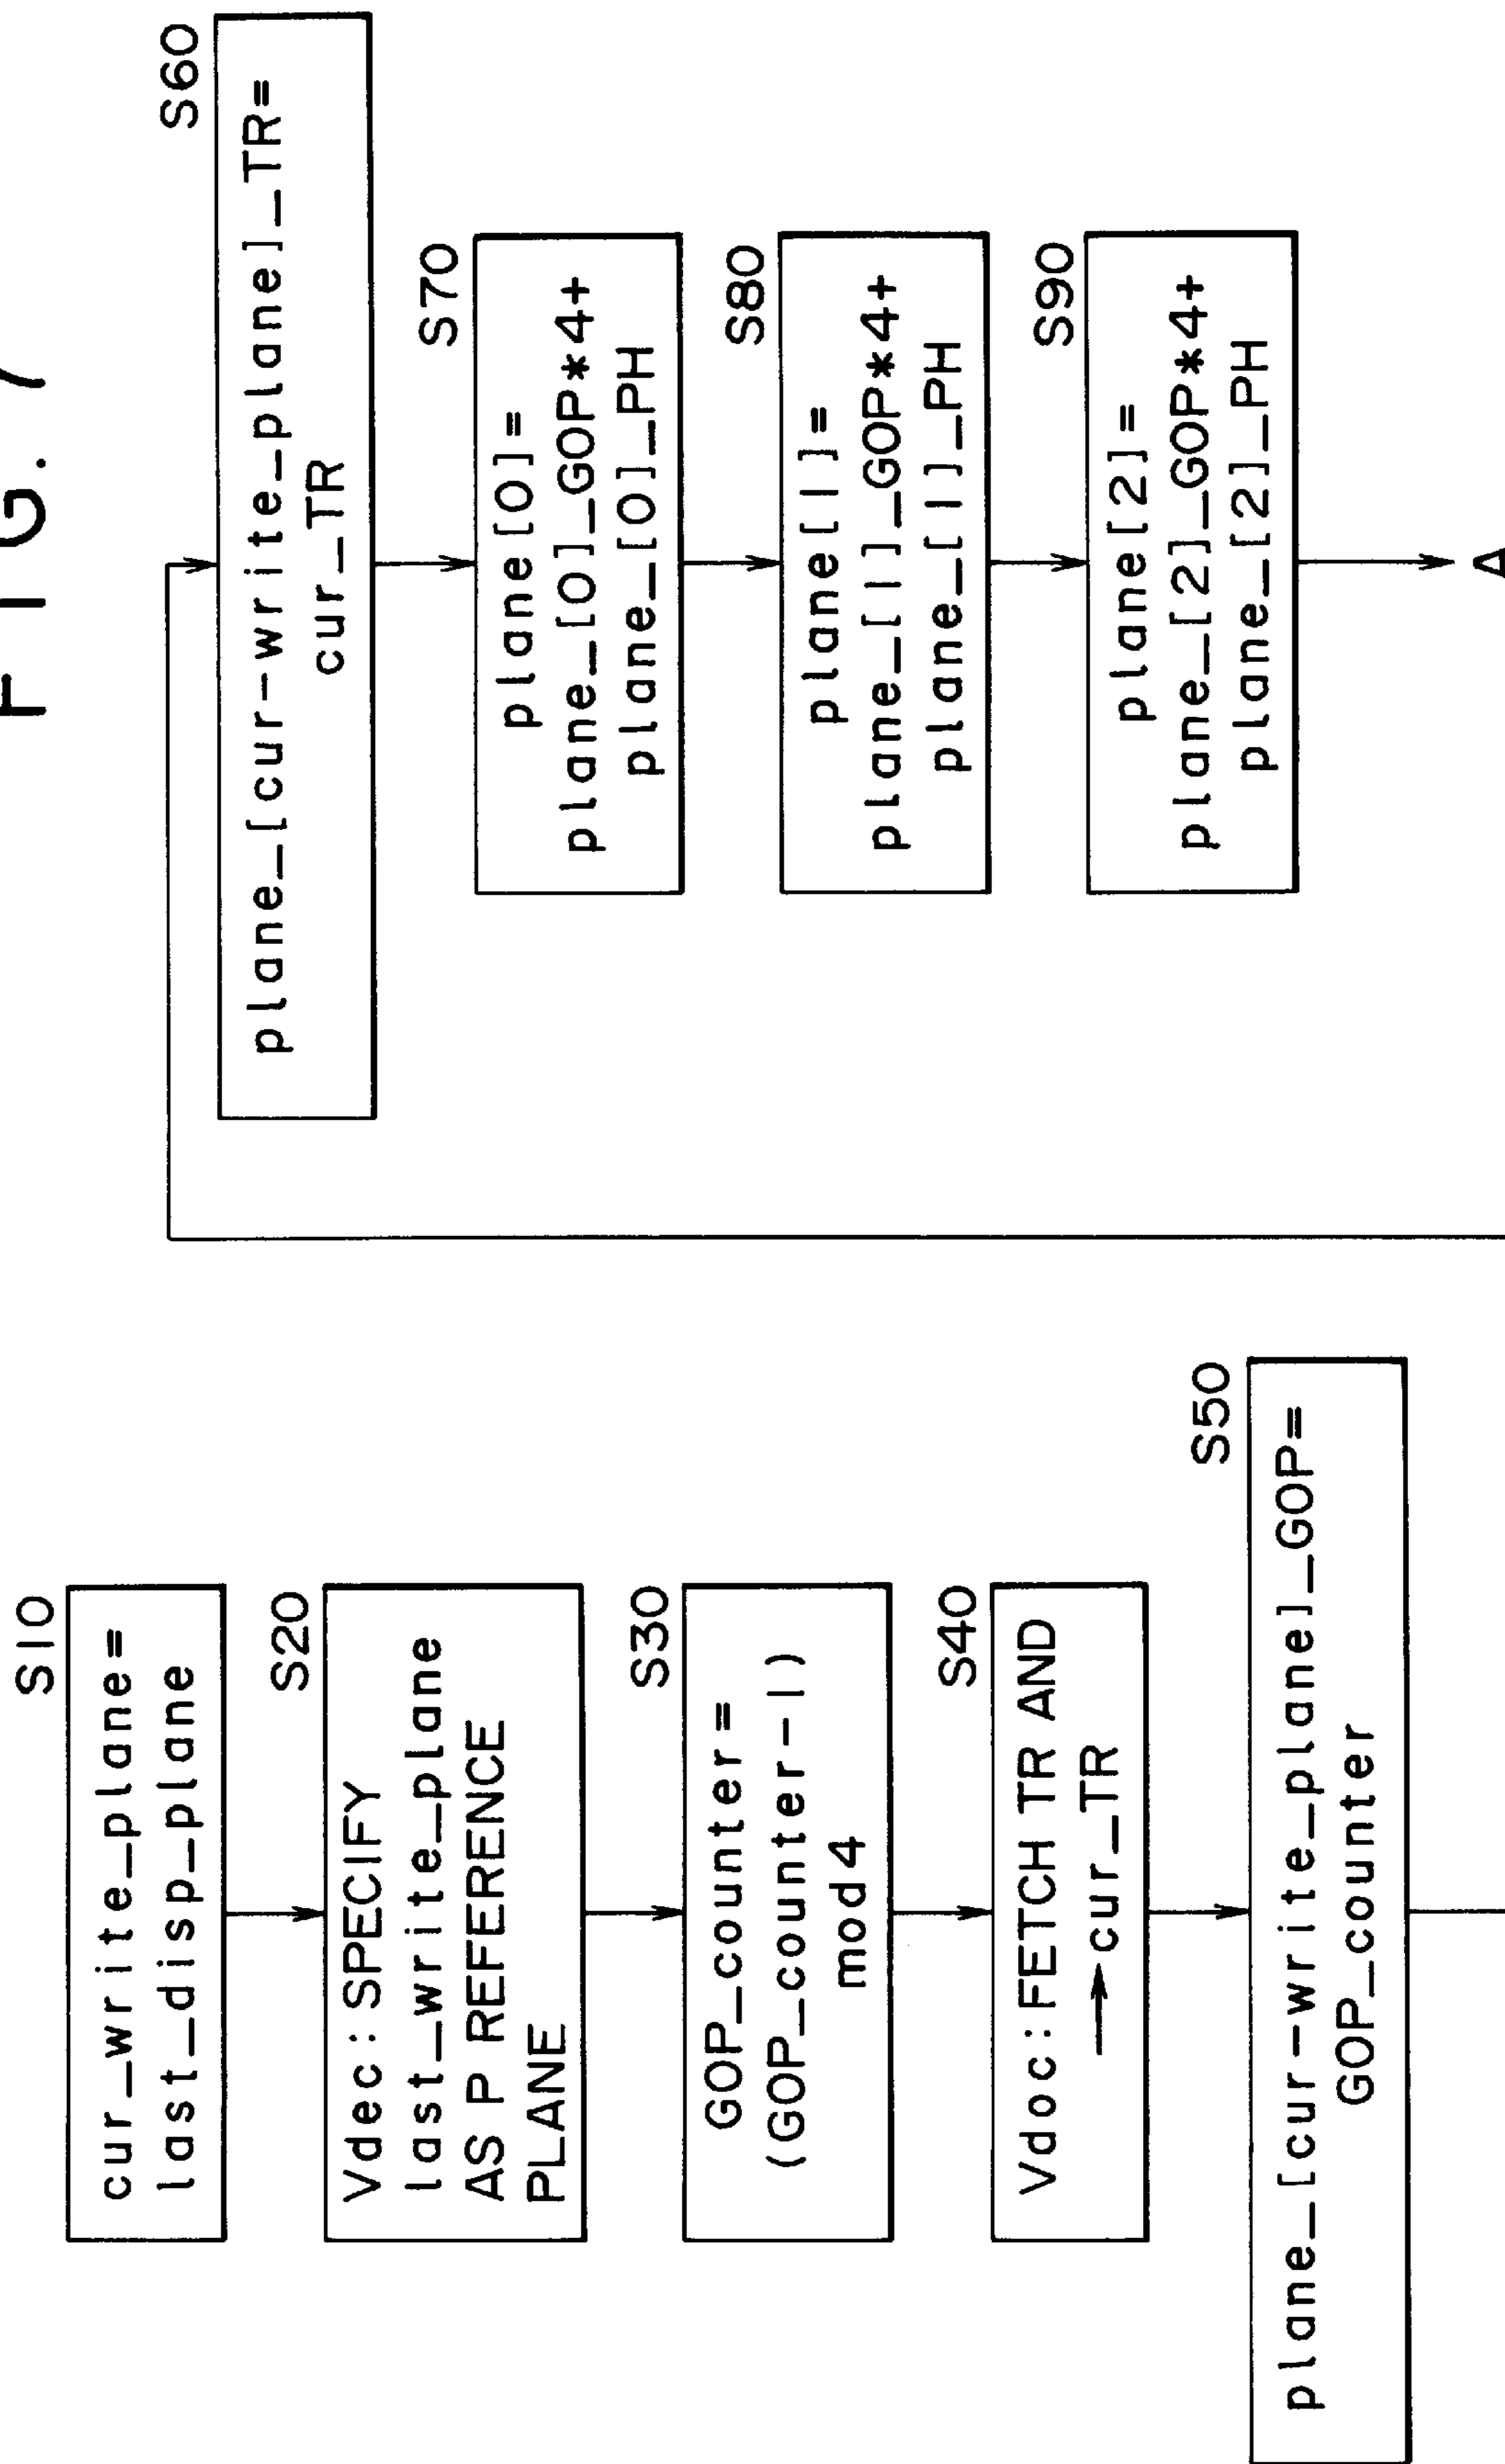 FIG. 7
S10
cur_write_plane=
last_disp_plane
S20
Vdec::SPECIFY
last_write_plane
AS P REFERENCE
PLANE
S30
GOP_counter=
(GOP_counter-1)
mod4
S40
Vdoc::FETCH TR AND
→cur_TR
S50
plane_[cur-write_plane]_GOP=
GOP_counter
S60
plane_[cur-write_plane]_TR=
cur_TR
S70
plane[0]=
plane_[0]_GOP*4+
plane_[0]_PH
S80
plane[1]=
plane_[1]_GOP*4+
plane_[1]_PH
S90
plane[2]=
plane_[2]_GOP*4+
plane_[2]_PH
A